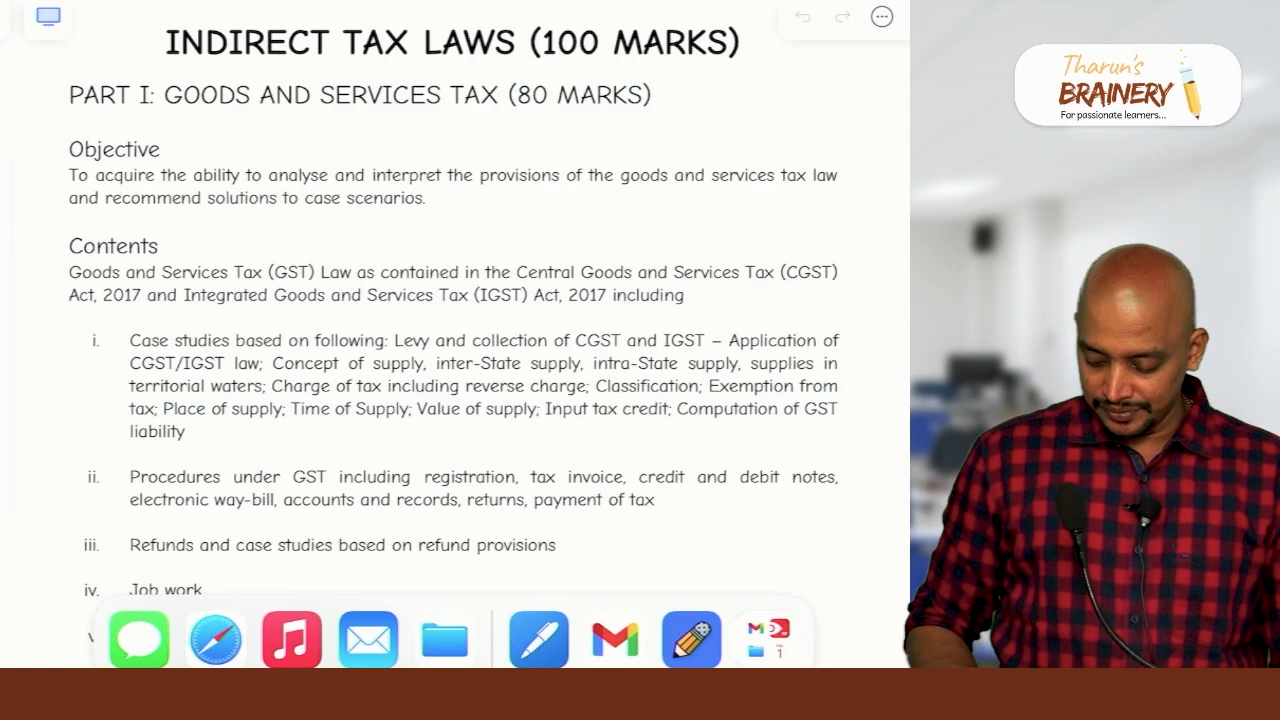 INDIRECT TAX LAWS (100 MARKS)
PART I: GOODS AND SERVICES TAX (80 MARKS)
Objective
To acquire the ability to analyse and interpret the provisions of the goods and services tax law
and recommend solutions to case scenarios.
Contents
Goods and Services Tax (GST) Law as contained in the Central Goods and Services Tax (CGST)
Act, 2017 and Integrated Goods and Services Tax (IGST) Act, 2017 including
i. Case studies based on following: Levy and collection of CGST and IGST – Application of
CGST/IGST law; Concept of supply, inter-State supply, intra-State supply, supplies in
territorial waters; Charge of tax including reverse charge; Classification; Exemption from
tax; Place of supply; Time of Supply; Value of supply; Input tax credit; Computation of GST
liability
ii. Procedures under GST including registration, tax invoice, credit and debit notes,
electronic way-bill, accounts and records, returns, payment of tax
iii. Refunds and case studies based on refund provisions
iv. Job work
v
1
Tharun's
BRAINERY
For passionate learners...